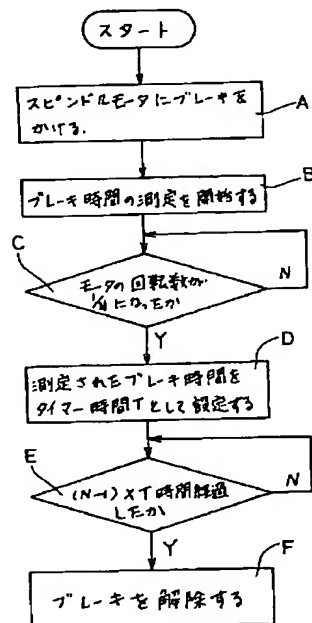 スタート
スピンドルモータにブレーキを
かける.
A
ブレーキ時間の測定を開始する
B
C
モータの回転数が
1/Nになったか
N
Y
測定されたブレーキ時間を
タイマー時間Tとして設定する
D
E
(N-1)×T時間経過
したか
N
Y
ブレーキを解除する
F